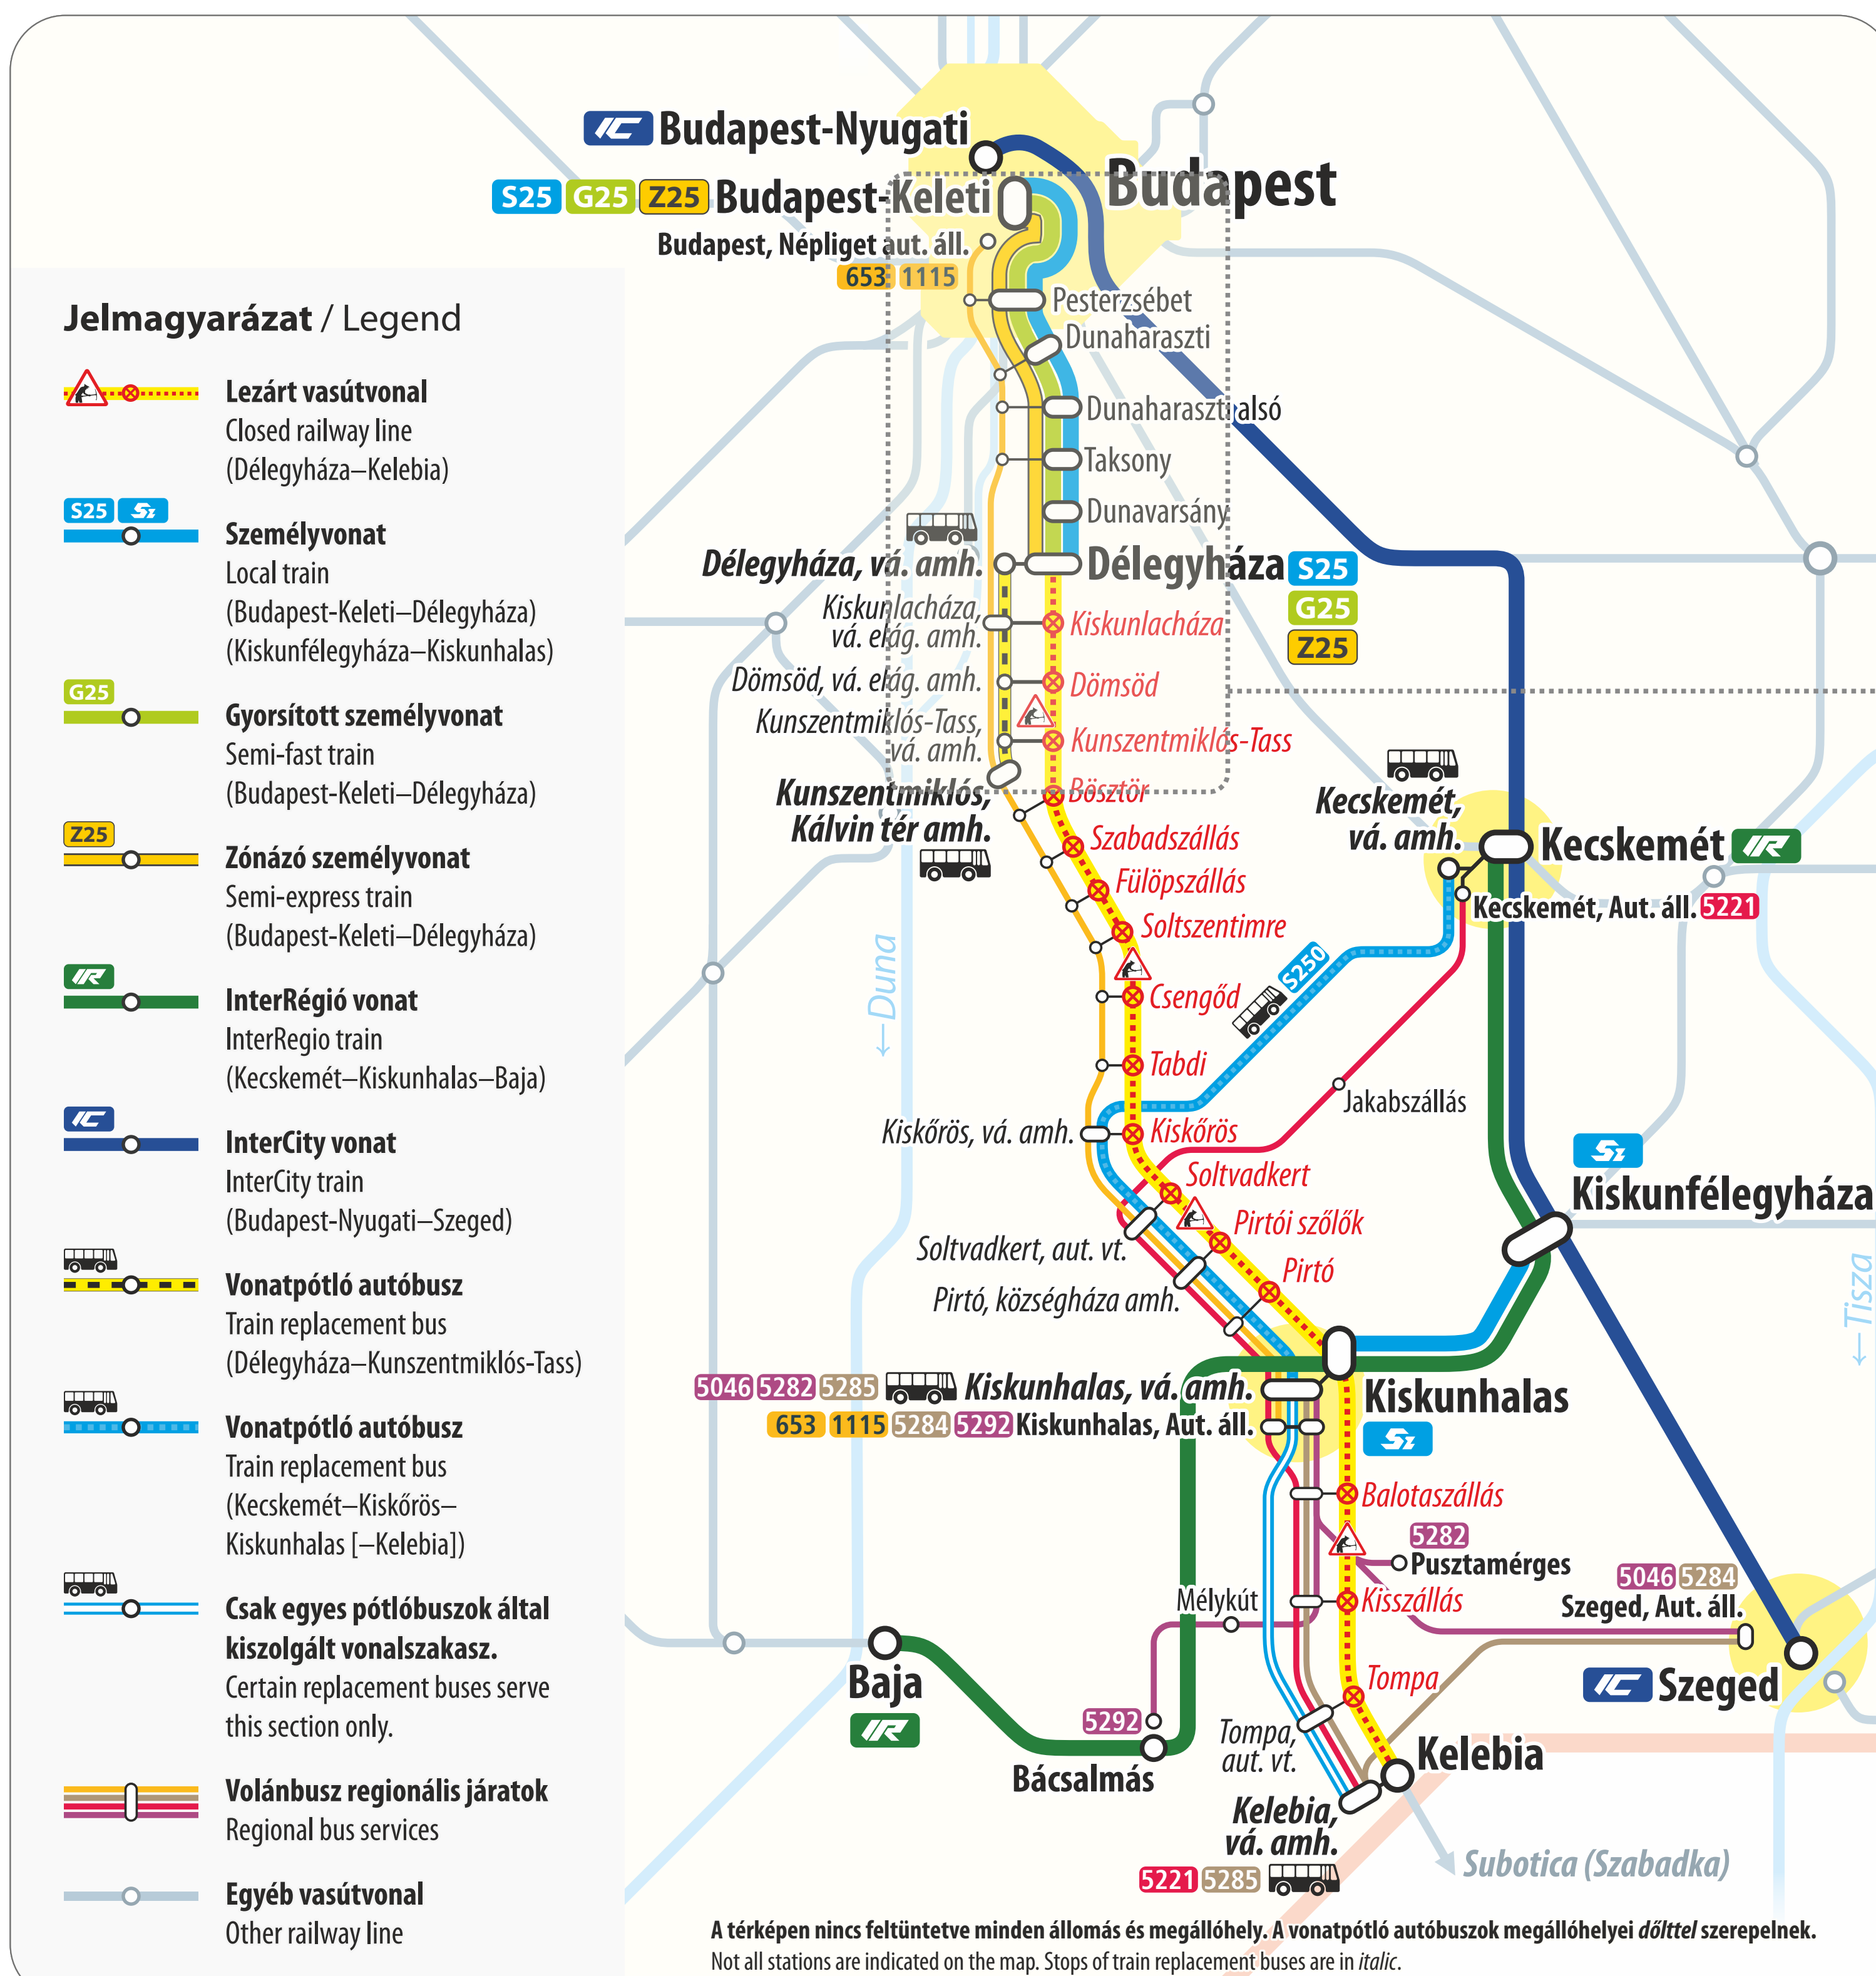 Budapest-Nyugati
Budapest
S25 G25 Z25 Budapest-Keleti
Budapest, Népliget aut. áll.
653 1115
Pesterzsébet
Dunaharaszti
Dunaharaszti alsó
Taksony
Dunavarsány
Délegyháza, vá. amh.
Délegyháza
S25
G25
Z25
Kiskunlacháza,
vá. elág. amh.
Kiskunlacháza
Dömsöd, vá. elág. amh.
Dömsöd
Kunszentmiklós-Tass,
vá. amh.
Kunszentmiklós-Tass
Kunszentmiklós,
Kálvin tér amh.
Bösztör
Szabadszállás
Fülöpszállás
Soltszentimre
Csengőd
Tabdi
Kiskőrös, vá. amh.
Kiskőrös
Soltvadkert
Pirtói szőlők
Pirtó
Soltvadkert, aut. vt.
Pirtó, községháza amh.
Kecskemét,
vá. amh.
Kecskemét IR
Kecskemét, Aut. áll. 5221
S250
Jakabszállás
Sz
Kiskunfélegyháza
←Duna
←Tisza
5046 5282 5285 Kiskunhalas, vá. amh.
653 1115 5284 5292 Kiskunhalas, Aut. áll.
Kiskunhalas
Sz
Balotaszállás
5282
Pusztamérges
Kisszállás
Mélykút
5046 5284
Szeged, Aut. áll.
IC Szeged
Tompa
Baja
IR
5292
Bácsalmás
Tompa,
aut. vt.
Kelebia
Kelebia,
vá. amh.
5221 5285
Subotica (Szabadka)
IC
Jelmagyarázat / Legend
Lezárt vasútvonal
Closed railway line
(Délegyháza–Kelebia)
S25 Sz
Személyvonat
Local train
(Budapest-Keleti–Délegyháza)
(Kiskunfélegyháza–Kiskunhalas)
G25
Gyorsított személyvonat
Semi-fast train
(Budapest-Keleti–Délegyháza)
Z25
Zónázó személyvonat
Semi-express train
(Budapest-Keleti–Délegyháza)
IR
InterRégió vonat
InterRegio train
(Kecskemét–Kiskunhalas–Baja)
IC
InterCity vonat
InterCity train
(Budapest-Nyugati–Szeged)
Vonatpótló autóbusz
Train replacement bus
(Délegyháza–Kunszentmiklós-Tass)
Vonatpótló autóbusz
Train replacement bus
(Kecskemét–Kiskőrös–
Kiskunhalas [–Kelebia])
Csak egyes pótlóbuszok által
kiszolgált vonalszakasz.
Certain replacement buses serve
this section only.
Volánbusz regionális járatok
Regional bus services
Egyéb vasútvonal
Other railway line
A térképen nincs feltüntetve minden állomás és megállóhely. A vonatpótló autóbuszok megállóhelyei dőlttel szerepelnek.
Not all stations are indicated on the map. Stops of train replacement buses are in italic.